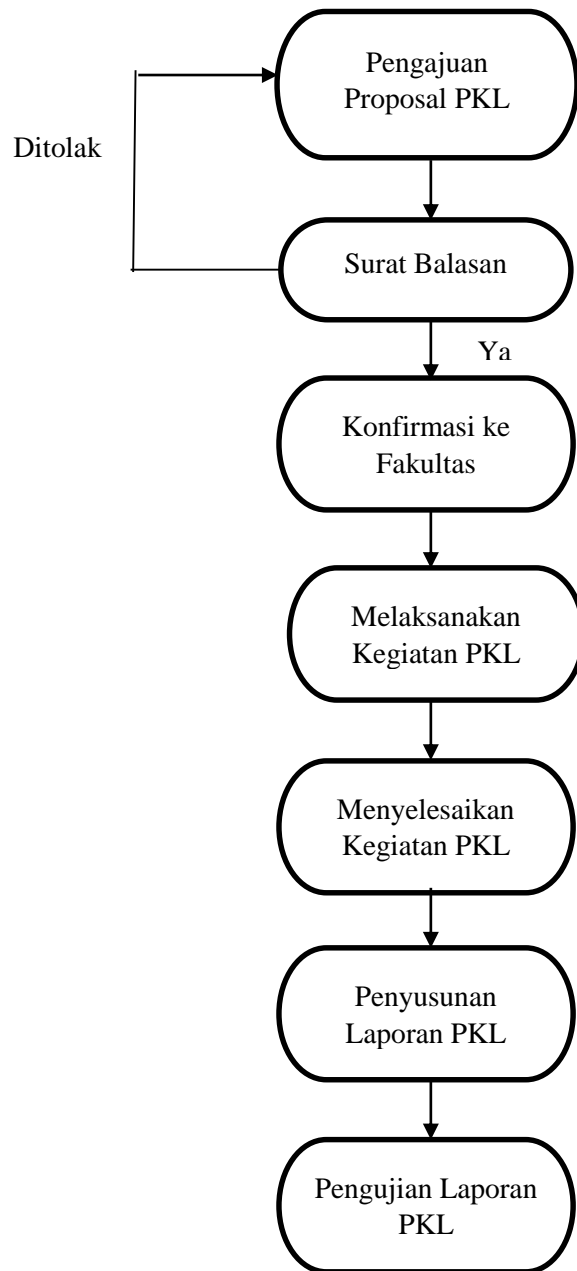 Pengajuan
Proposal PKL
Ditolak
Surat Balasan
Ya
Konfirmasi ke
Fakultas
Melaksanakan
Kegiatan PKL
Menyelesaikan
Kegiatan PKL
Penyusunan
Laporan PKL
Pengujian Laporan
PKL